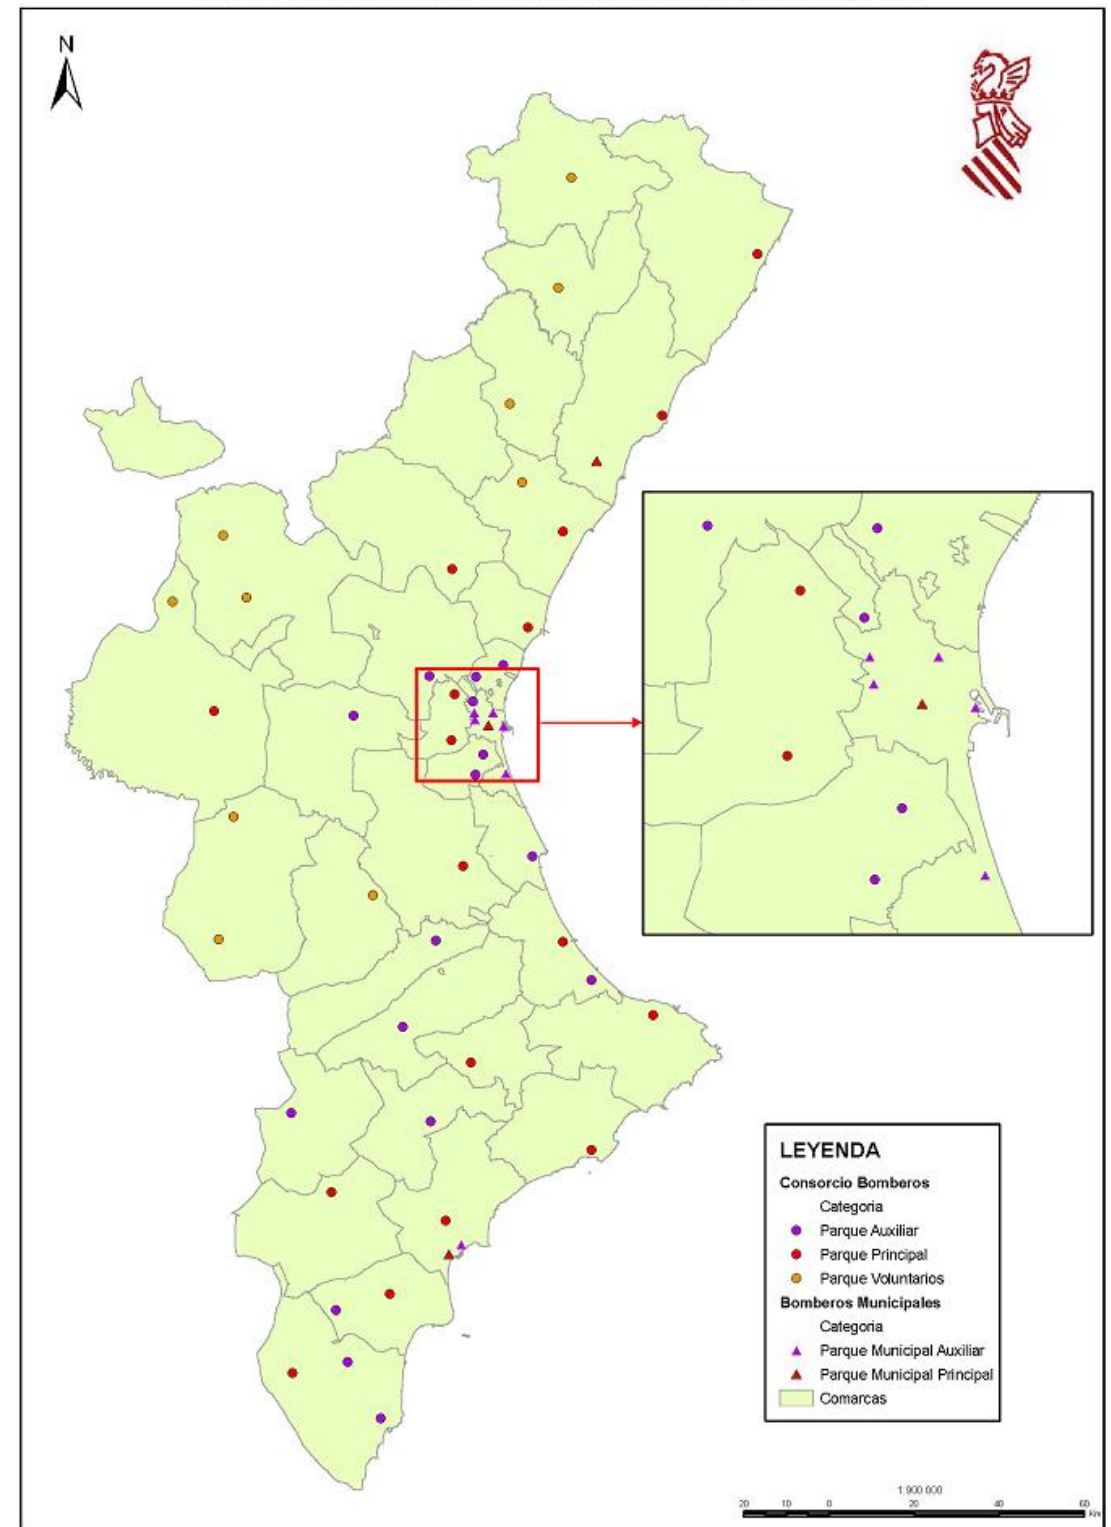 N
LEYENDA
Consorcio Bomberos
Categoria
Parque Auxiliar
Parque Principal
Parque Voluntarios
Bomberos Municipales
Categoria
Parque Municipal Auxiliar
Parque Municipal Principal
Comarcas
1:900.000
20 10 0 20 40 60
Km